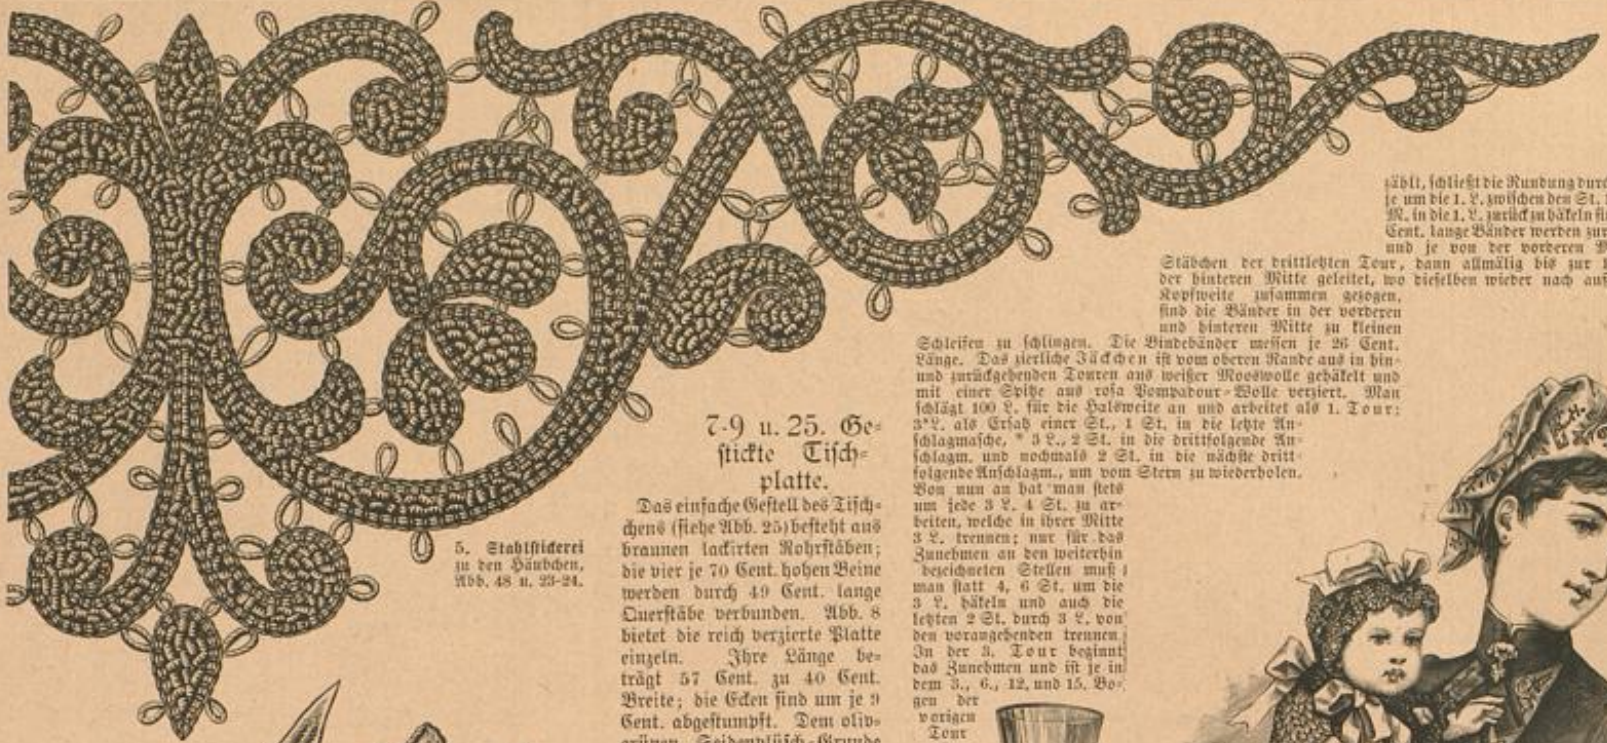 5. Stahlstickerei
zu den Häubchen,
Abb. 48 u. 23-24.
7-9 u. 25. Ge=
stickte Tisch=
platte.
Das einfache Gestell des Tisch=
chens (siehe Abb. 25) besteht aus
braunen lackirten Rohrstäben;
die vier je 70 Cent. hohen Beine
werden durch 49 Cent. lange
Querstäbe verbunden. Abb. 8
bietet die reich verzierte Platte
einzeln. Ihre Länge be=
trägt 57 Cent. zu 40 Cent.
Breite; die Ecken sind um je 9
Cent. abgestumpft. Dem oliv=
grünen Seidenplüsch=Grunde
zählt, schließt die Rundung durc
je um die 1. L. zwischen den St.
M. in die 1. L. zurück zu häkeln
Cent. lange Bänder werden zur
und je von der vorderen M
Stäbchen der drittletzten Tour, dann allmälig bis zur
der hinteren Mitte geleitet, wo dieselben wieder nach auf
Kopfweite zusammen gezogen,
sind die Bänder in der vorderen
und hinteren Mitte zu kleinen
Schleifen zu schlingen. Die Bindebänder messen je 26 Cent.
Länge. Das zierliche Jäckchen ist vom oberen Rande aus in hin=
und zurückgehenden Touren aus weißer Mooswolle gehäkelt und
mit einer Spitze aus rosa Pompadour=Wolle verziert. Man
schlägt 100 L. für die Halsweite an und arbeitet als 1. Tour:
3 L. als Ersatz einer St., 1 St. in die letzte An=
schlagmasche, * 3 L., 2 St. in die drittfolgende An=
schlagm. und nochmals 2 St. in die nächste dritt=
folgende Anschlagm., um vom Stern zu wiederholen.
Von nun an hat man stets
um jede 3 L. 4 St. zu ar=
beiten, welche in ihrer Mitte
3 L. trennen; nur für das
Zunehmen an den weiterhin
bezeichneten Stellen muß
man statt 4, 6 St. um die
3 L. häkeln und auch die
letzten 2 St. durch 3 L. von
den vorangehenden trennen.
In der 3. Tour beginnt
das Zunehmen und ist je in
dem 3., 6., 12. und 15. Bo=
gen der
vorigen
Tour